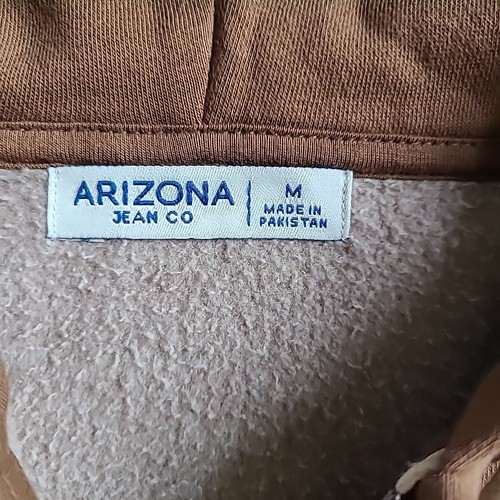 ARIZONA
JEAN CO
M
MADE IN
PAKISTAN